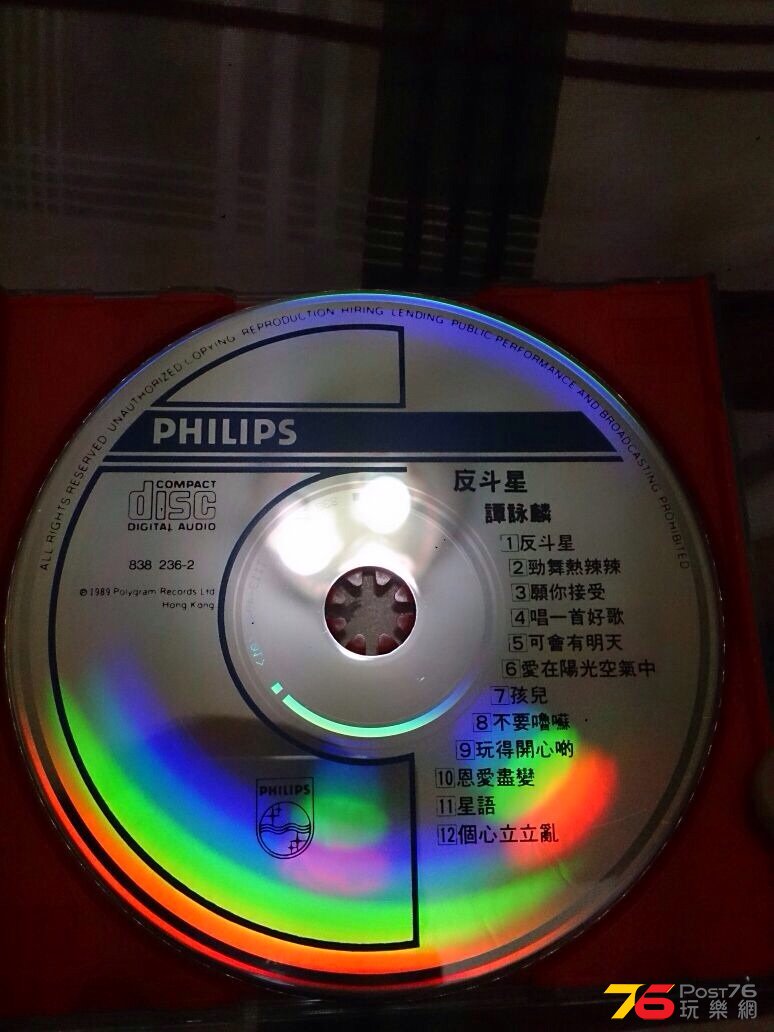 ALL RIGHTS RESERVED UNAUTHORIZED COPYING REPRODUCTION HIRING LENDING PUBLIC PERFORMANCE AND BROADCASTING PROHIBITED
PHILIPS
COMPACT
disc
DIGITAL AUDIO
838 236-2
℗1989 Polygram Records Ltd
Hong Kong
反斗星
譚詠麟
1反斗星
2勁舞熱辣辣
3願你接受
4唱一首好歌
5可會有明天
6愛在陽光空氣中
7孩兒
8不要嚕囌
9玩得開心啲
10恩愛盡變
11星語
12個心立立亂
PHILIPS
76 Post76
玩樂網